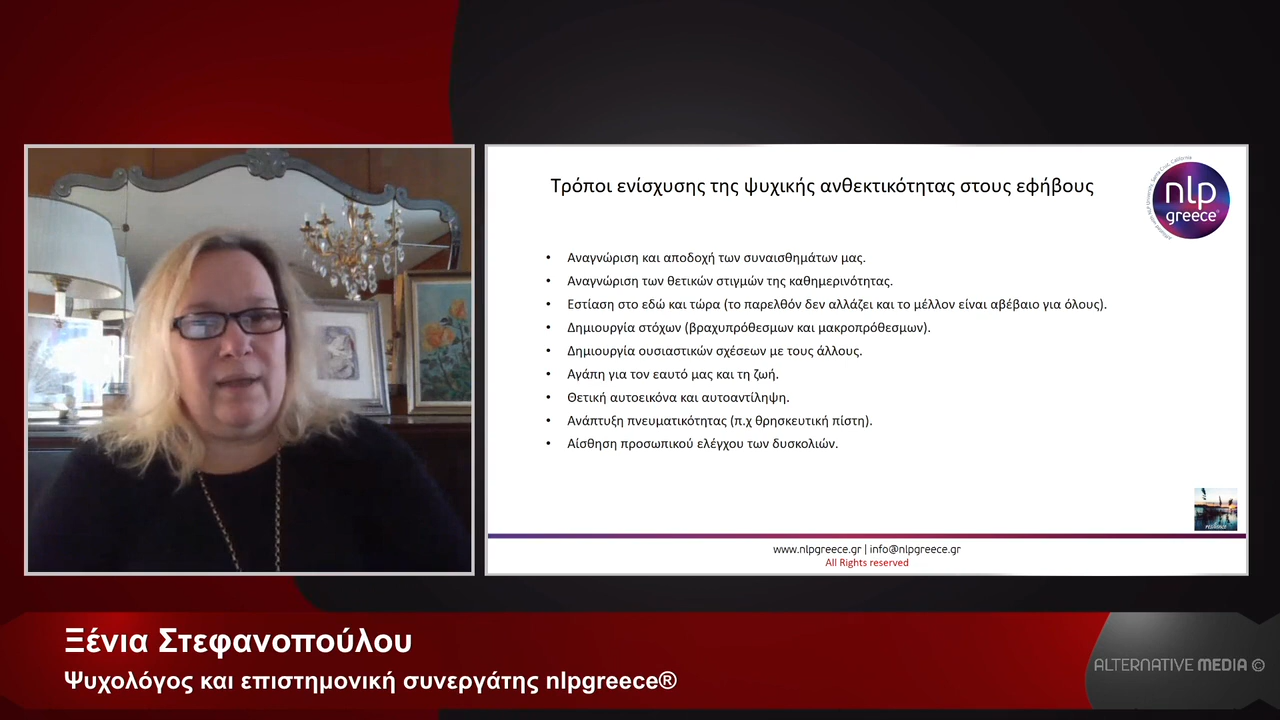 Τρόποι ενίσχυσης της ψυχικής ανθεκτικότητας στους εφήβους
nlp
greece®
• Αναγνώριση και αποδοχή των συναισθημάτων μας.
• Αναγνώριση των θετικών στιγμών της καθημερινότητας.
• Εστίαση στο εδώ και τώρα (το παρελθόν δεν αλλάζει και το μέλλον είναι αβέβαιο για όλους).
• Δημιουργία στόχων (βραχυπρόθεσμων και μακροπρόθεσμων).
• Δημιουργία ουσιαστικών σχέσεων με τους άλλους.
• Αγάπη για τον εαυτό μας και τη ζωή.
• Θετική αυτοεικόνα και αυτοαντίληψη.
• Ανάπτυξη πνευματικότητας (π.χ θρησκευτική πίστη).
• Αίσθηση προσωπικού ελέγχου των δυσκολιών.
www.nlpgreece.gr | info@nlpgreece.gr
All Rights reserved
Ξένια Στεφανοπούλου
Ψυχολόγος και επιστημονική συνεργάτης nlpgreece®
ALTERNATIVE MEDIA ©